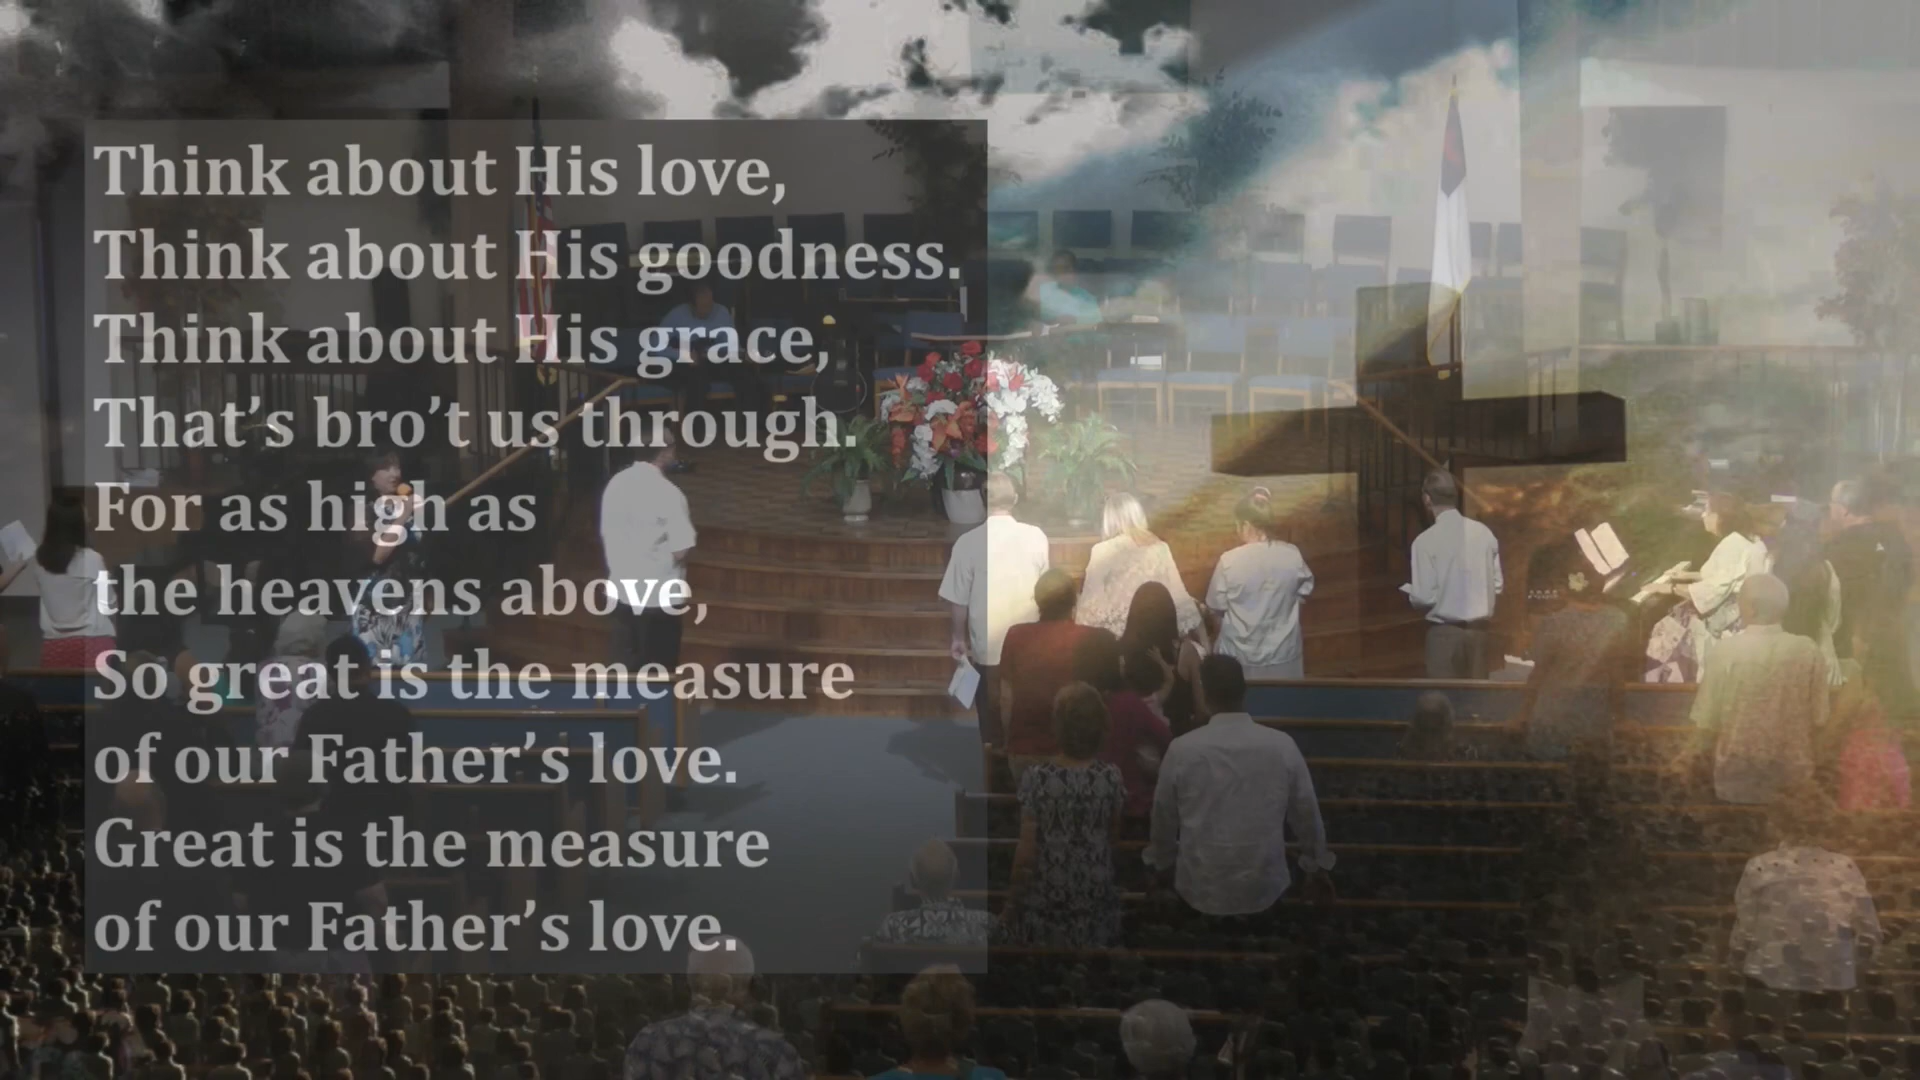 Think about His love,
Think about His goodness.
Think about His grace,
That’s bro’t us through.
For as high as
the heavens above,
So great is the measure
of our Father’s love.
Great is the measure
of our Father’s love.